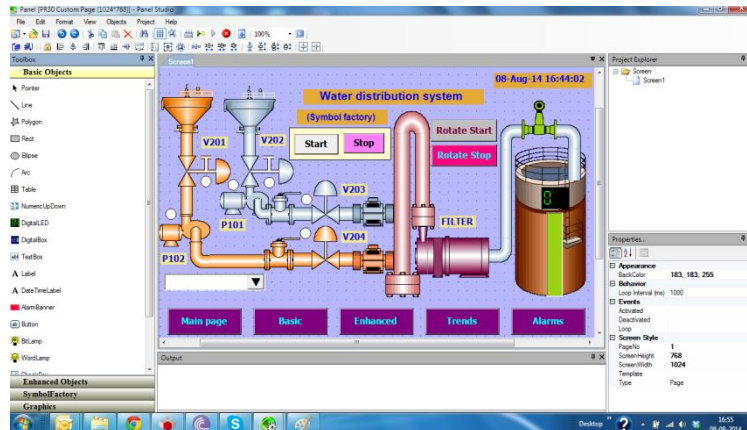 Panel [PR30 Custom Page (1024*768)] - [Panel Studio]
File Edit Format View Objects Project Help
100%
Toolbox
Basic Objects
Pointer
Line
Polygon
Rect
Ellipse
Arc
Table
NumericUpDown
DigitalLED
DigitalBox
TextBox
Label
DateTimeLabel
AlarmBanner
Button
BitLamp
WordLamp
CheckBox
Enhanced Objects
SymbolFactory
Graphics
Screen1
08-Aug-14 16:44:02
Water distribution system
(Symbol factory)
Start
Stop
Rotate Start
Rotate Stop
V201
V202
V203
V204
P101
P102
FILTER
0
Main page
Basic
Enhanced
Trends
Alarms
Output
Project Explorer
Screen
Screen1
Properties...
Appearance
BackColor 183, 183, 255
Behavior
Loop Interval (ms) 1000
Events
Activated
Deactivated
Loop
Screen Style
PageNo 1
ScreenHeight 768
ScreenWidth 1024
Template
Type Page
Desktop
16:55
08-08-2014